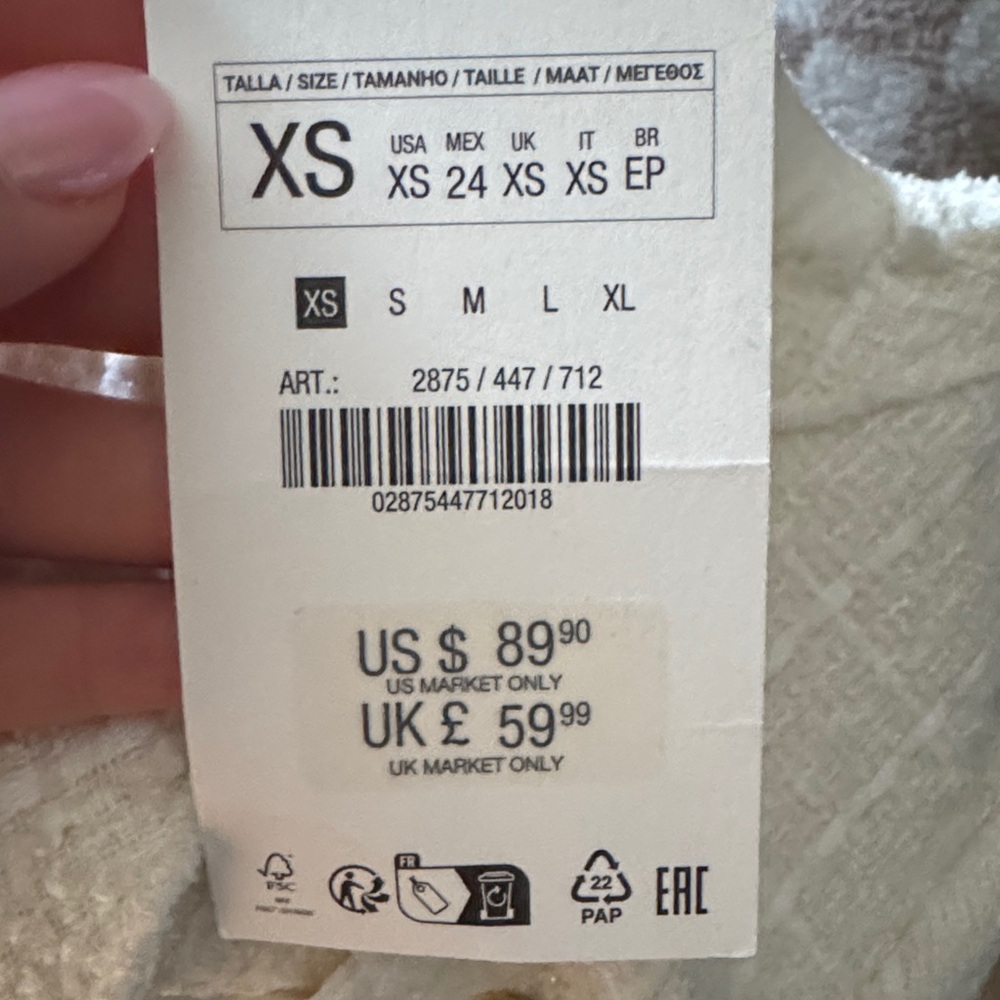 TALLA / SIZE / TAMANHO / TAILLE / MAAT / ΜΕΓΕΘΟΣ
XS
USA MEX UK IT BR
XS 24 XS XS EP
XS S M L XL
ART.: 2875 / 447 / 712
02875447712018
US $ 89⁹⁰
US MARKET ONLY
UK £ 59⁹⁹
UK MARKET ONLY
FSC
FR
22
PAP
EAC